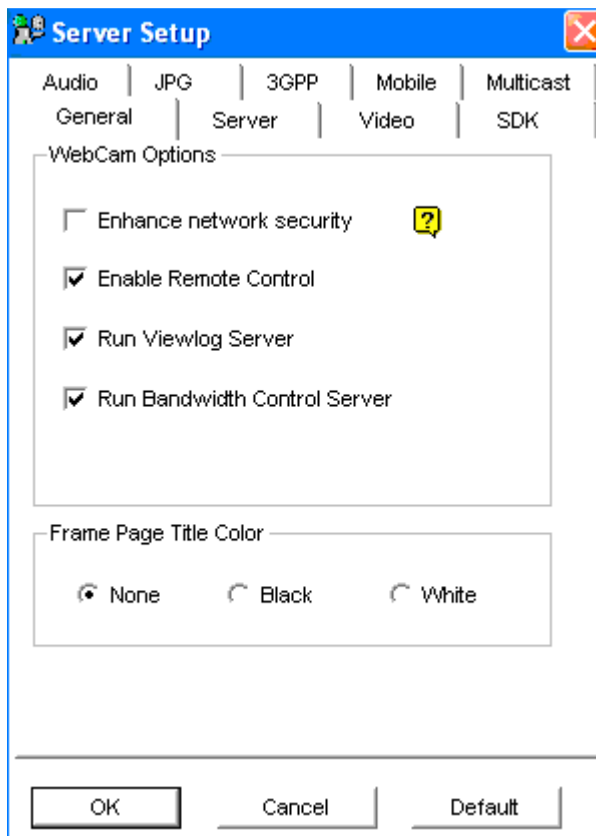 Server Setup
Audio JPG 3GPP Mobile Multicast
General Server Video SDK
WebCam Options
Enhance network security ?
Enable Remote Control
Run Viewlog Server
Run Bandwidth Control Server
Frame Page Title Color
None Black White
OK Cancel Default